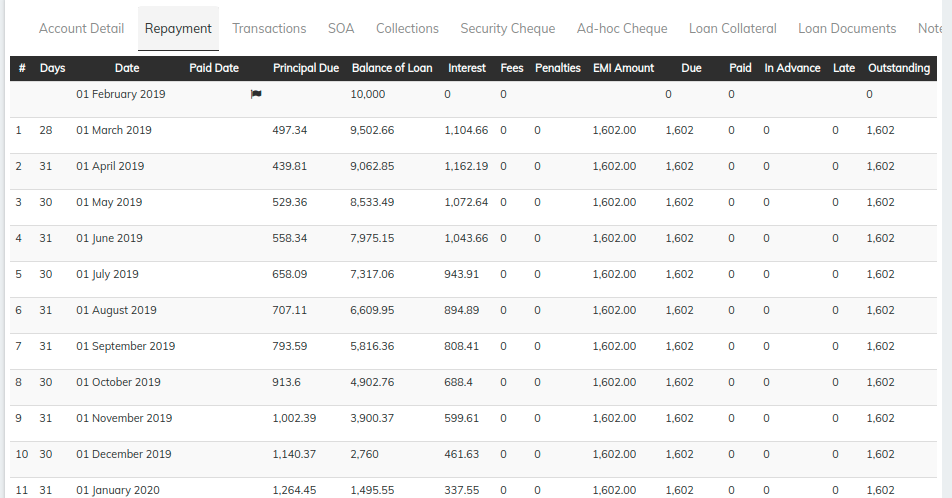 Account Detail Repayment Transactions SOA Collections Security Cheque Ad-hoc Cheque Loan Collateral Loan Documents Note
# Days Date Paid Date Principal Due Balance of Loan Interest Fees Penalties EMI Amount Due Paid In Advance Late Outstanding
01 February 2019 10,000 0 0 0 0 0
1 28 01 March 2019 497.34 9,502.66 1,104.66 0 0 1,602.00 1,602 0 0 0 1,602
2 31 01 April 2019 439.81 9,062.85 1,162.19 0 0 1,602.00 1,602 0 0 0 1,602
3 30 01 May 2019 529.36 8,533.49 1,072.64 0 0 1,602.00 1,602 0 0 0 1,602
4 31 01 June 2019 558.34 7,975.15 1,043.66 0 0 1,602.00 1,602 0 0 0 1,602
5 30 01 July 2019 658.09 7,317.06 943.91 0 0 1,602.00 1,602 0 0 0 1,602
6 31 01 August 2019 707.11 6,609.95 894.89 0 0 1,602.00 1,602 0 0 0 1,602
7 31 01 September 2019 793.59 5,816.36 808.41 0 0 1,602.00 1,602 0 0 0 1,602
8 30 01 October 2019 913.6 4,902.76 688.4 0 0 1,602.00 1,602 0 0 0 1,602
9 31 01 November 2019 1,002.39 3,900.37 599.61 0 0 1,602.00 1,602 0 0 0 1,602
10 30 01 December 2019 1,140.37 2,760 461.63 0 0 1,602.00 1,602 0 0 0 1,602
11 31 01 January 2020 1,264.45 1,495.55 337.55 0 0 1,602.00 1,602 0 0 0 1,602